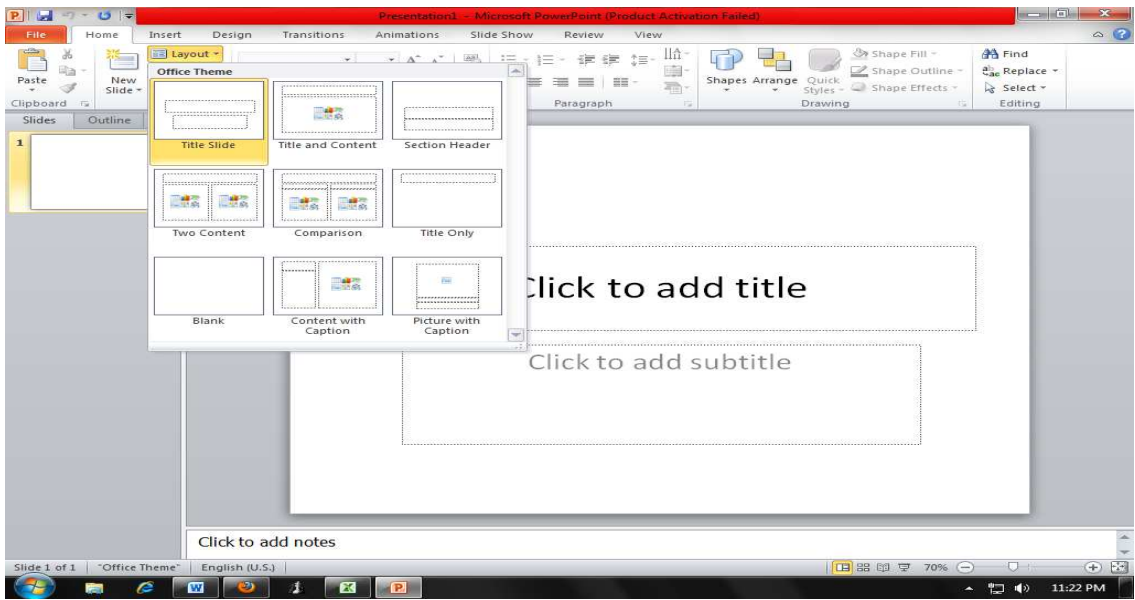 Presentation1 - Microsoft PowerPoint (Product Activation Failed)
File Home Insert Design Transitions Animations Slide Show Review View
Layout
Paste
New
Slide
Clipboard
Office Theme
Title Slide
Title and Content
Section Header
Two Content
Comparison
Title Only
Blank
Content with
Caption
Picture with
Caption
Paragraph
Shapes
Arrange
Quick
Styles
Shape Fill
Shape Outline
Shape Effects
Drawing
Find
Replace
Select
Editing
Slides Outline
1
Click to add title
Click to add subtitle
Click to add notes
Slide 1 of 1 "Office Theme" English (U.S.) 70%
11:22 PM